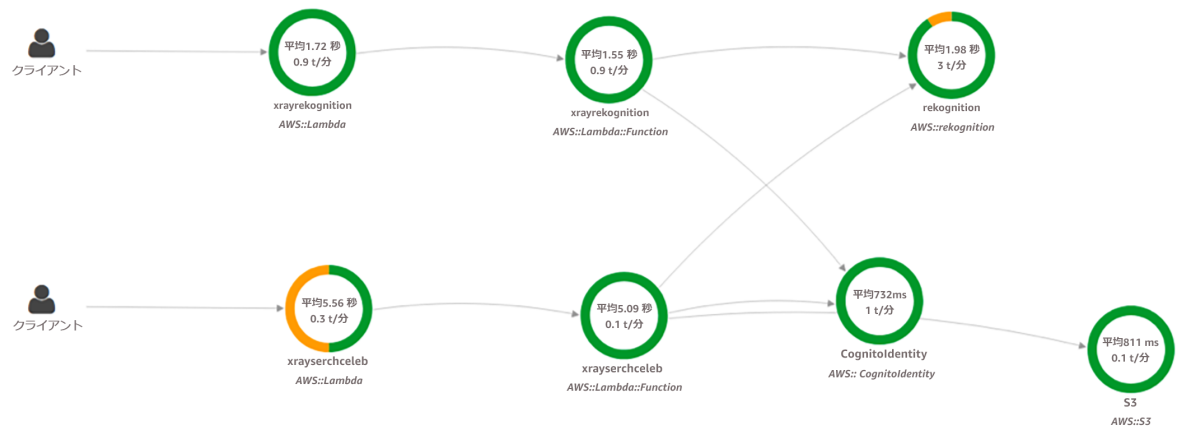 クライアント
平均1.72 秒
0.9 t/分
xrayrekognition
AWS::Lambda
平均1.55 秒
0.9 t/分
xrayrekognition
AWS::Lambda::Function
平均1.98 秒
3 t/分
rekognition
AWS::rekognition
クライアント
平均5.56 秒
0.3 t/分
xrayserchceleb
AWS::Lambda
平均5.09 秒
0.1 t/分
xrayserchceleb
AWS::Lambda::Function
平均732ms
1 t/分
CognitoIdentity
AWS:: CognitoIdentity
平均811 ms
0.1 t/分
S3
AWS::S3